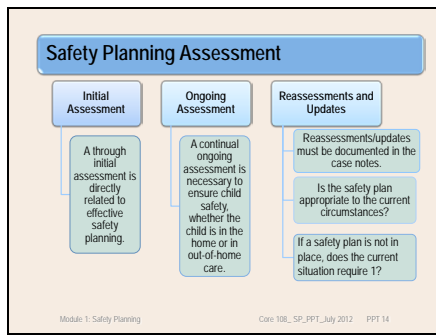 Safety Planning Assessment
Initial
Assessment
A through
initial
assessment is
directly
related to
effective
safety
planning.
Ongoing
Assessment
A continual
ongoing
assessment is
necessary to
ensure child
safety,
whether the
child is in the
home or in
out-of-home
care.
Reassessments and
Updates
Reassessments/updates
must be documented in the
case notes.
Is the safety plan
appropriate to the current
circumstances?
If a safety plan is not in
place, does the current
situation require 1?
Module 1: Safety Planning
Core 108_ SP_PPT_July 2012 PPT 14